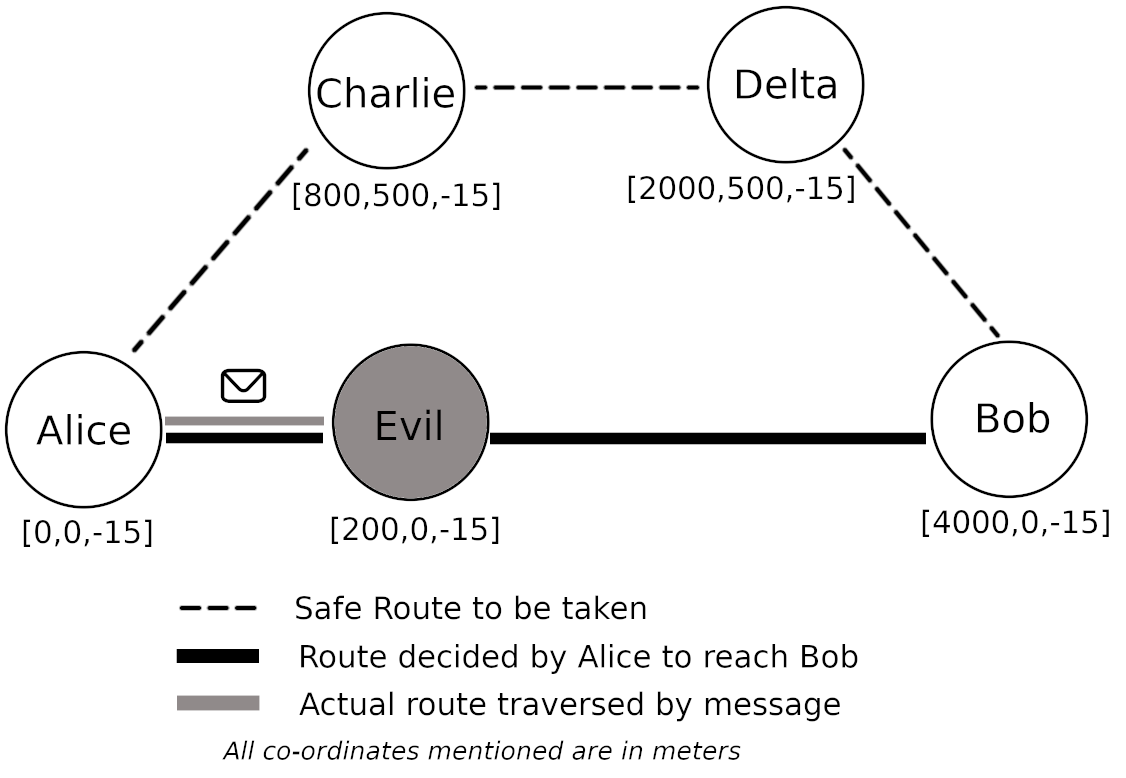 Charlie
Delta
[800,500,-15]
[2000,500,-15]
Alice
Evil
Bob
[0,0,-15]
[200,0,-15]
[4000,0,-15]
Safe Route to be taken
Route decided by Alice to reach Bob
Actual route traversed by message
All co-ordinates mentioned are in meters